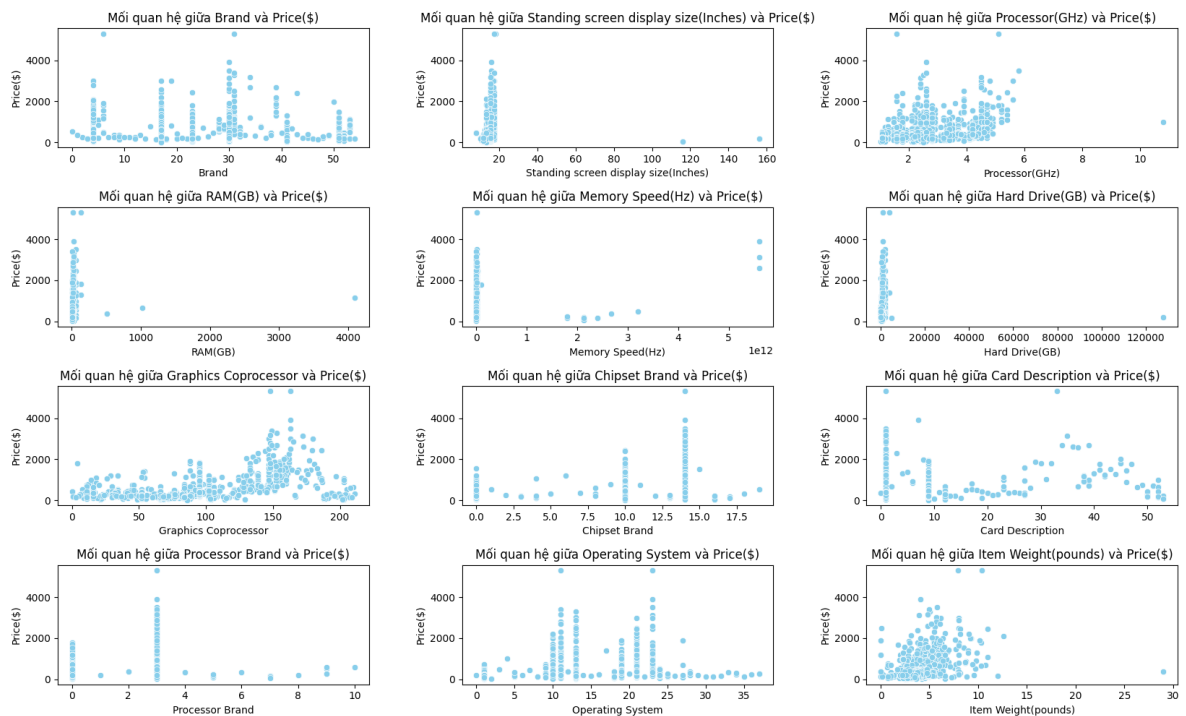 Mối quan hệ giữa Brand và Price($)
Price($)
4000
2000
0
0 10 20 30 40 50
Brand
Mối quan hệ giữa Standing screen display size(Inches) và Price($)
Price($)
4000
2000
0
20 40 60 80 100 120 140 160
Standing screen display size(Inches)
Mối quan hệ giữa Processor(GHz) và Price($)
Price($)
4000
2000
0
2 4 6 8 10
Processor(GHz)
Mối quan hệ giữa RAM(GB) và Price($)
Price($)
4000
2000
0
0 1000 2000 3000 4000
RAM(GB)
Mối quan hệ giữa Memory Speed(Hz) và Price($)
Price($)
4000
2000
0
0 1 2 3 4 5
1e12
Memory Speed(Hz)
Mối quan hệ giữa Hard Drive(GB) và Price($)
Price($)
4000
2000
0
0 20000 40000 60000 80000 100000 120000
Hard Drive(GB)
Mối quan hệ giữa Graphics Coprocessor và Price($)
Price($)
4000
2000
0
0 50 100 150 200
Graphics Coprocessor
Mối quan hệ giữa Chipset Brand và Price($)
Price($)
4000
2000
0
0.0 2.5 5.0 7.5 10.0 12.5 15.0 17.5
Chipset Brand
Mối quan hệ giữa Card Description và Price($)
Price($)
4000
2000
0
0 10 20 30 40 50
Card Description
Mối quan hệ giữa Processor Brand và Price($)
Price($)
4000
2000
0
0 2 4 6 8 10
Processor Brand
Mối quan hệ giữa Operating System và Price($)
Price($)
4000
2000
0
0 5 10 15 20 25 30 35
Operating System
Mối quan hệ giữa Item Weight(pounds) và Price($)
Price($)
4000
2000
0
0 5 10 15 20 25 30
Item Weight(pounds)